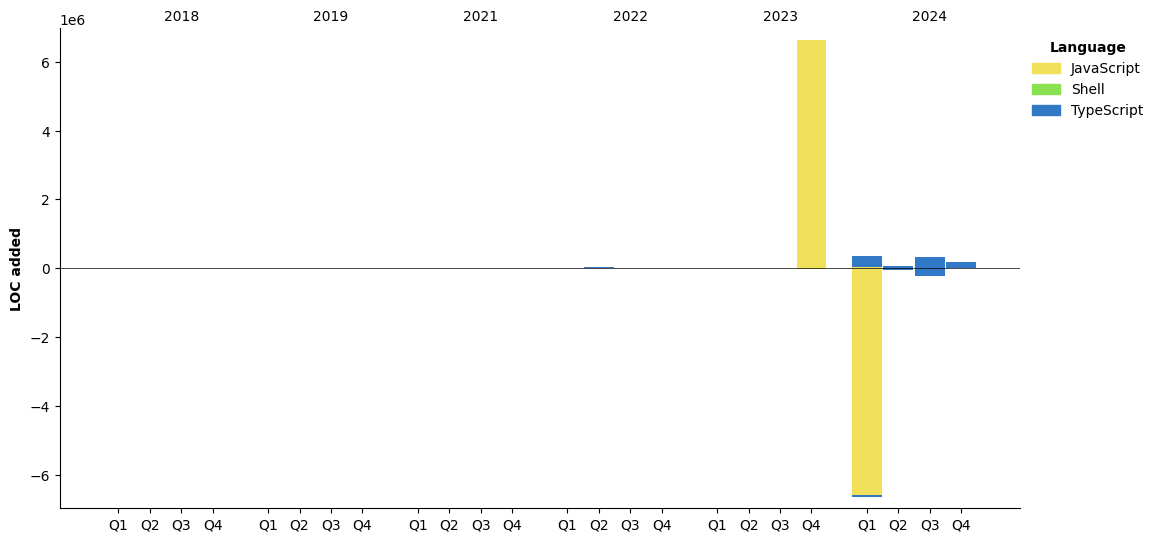 1e6
2018 2019 2021 2022 2023 2024
Language
JavaScript
Shell
TypeScript
LOC added
6
4
2
0
−2
−4
−6
Q1 Q2 Q3 Q4 Q1 Q2 Q3 Q4 Q1 Q2 Q3 Q4 Q1 Q2 Q3 Q4 Q1 Q2 Q3 Q4 Q1 Q2 Q3 Q4